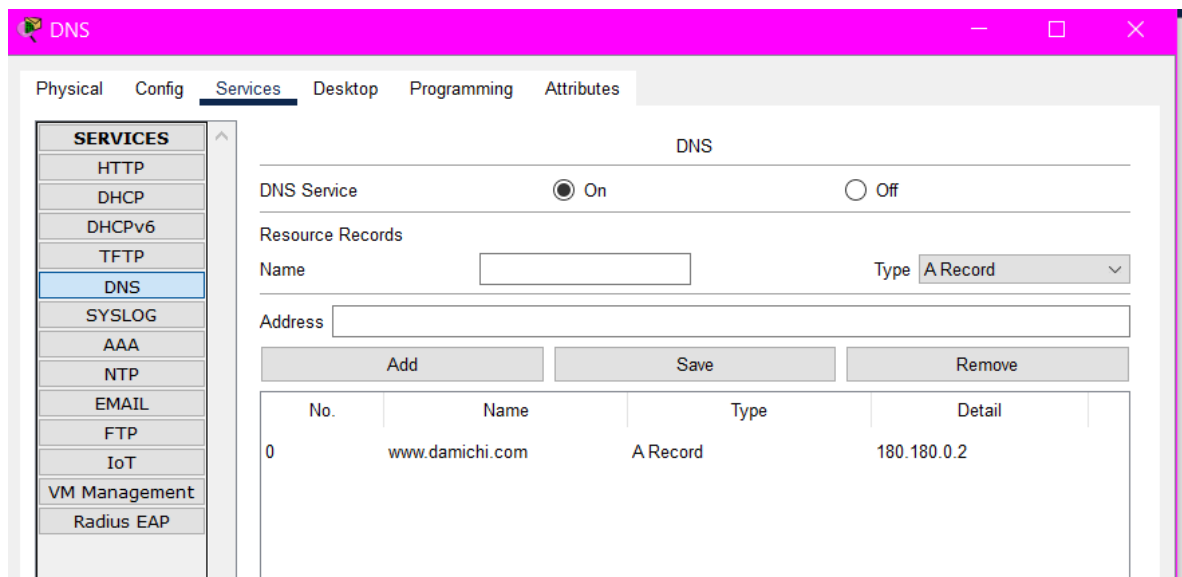 DNS
Physical Config Services Desktop Programming Attributes
SERVICES
HTTP
DHCP
DHCPv6
TFTP
DNS
SYSLOG
AAA
NTP
EMAIL
FTP
IoT
VM Management
Radius EAP
DNS
DNS Service On Off
Resource Records
Name Type A Record
Address
Add Save Remove
No. Name Type Detail
0 www.damichi.com A Record 180.180.0.2